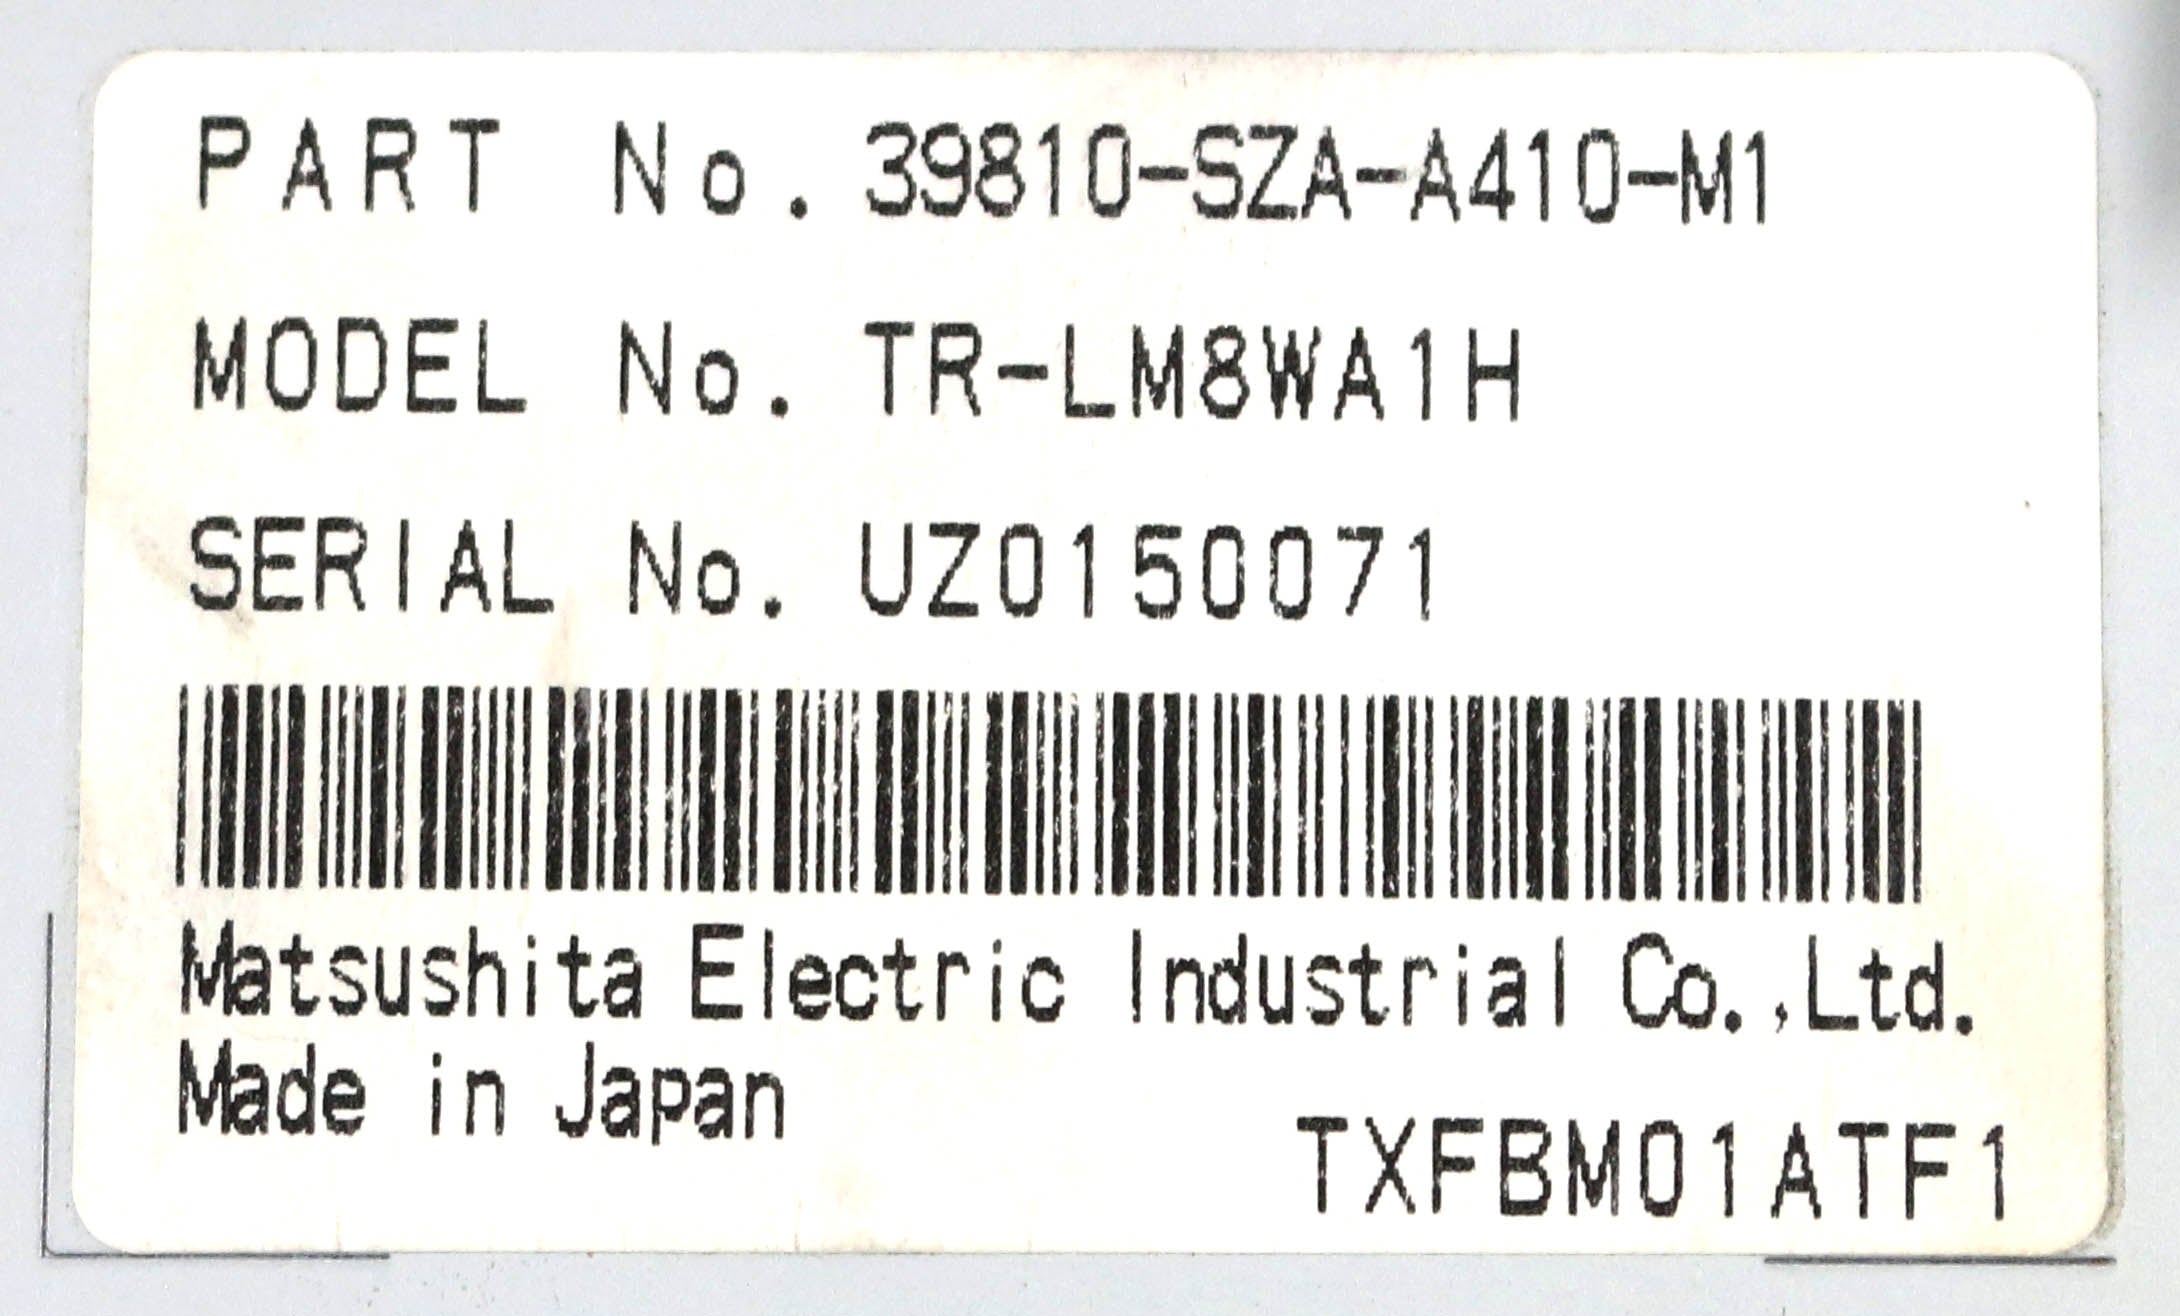 PART No. 39810-SZA-A410-M1
MODEL No. TR-LM8WA1H
SERIAL No. UZ0150071
Matsushita Electric Industrial Co.,Ltd.
Made in Japan
TXFBM01ATF1